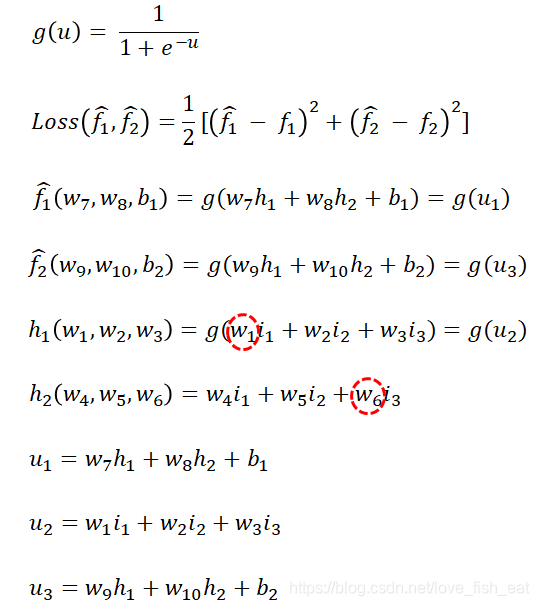 g(u) = 1 / (1 + e^{−u})
Loss(f̂₁, f̂₂) = 1/2 [(f̂₁ − f₁)² + (f̂₂ − f₂)²]
f̂₁(w₇, w₈, b₁) = g(w₇h₁ + w₈h₂ + b₁) = g(u₁)
f̂₂(w₉, w₁₀, b₂) = g(w₉h₁ + w₁₀h₂ + b₂) = g(u₃)
h₁(w₁, w₂, w₃) = g(w₁i₁ + w₂i₂ + w₃i₃) = g(u₂)
h₂(w₄, w₅, w₆) = w₄i₁ + w₅i₂ + w₆i₃
u₁ = w₇h₁ + w₈h₂ + b₁
u₂ = w₁i₁ + w₂i₂ + w₃i₃
u₃ = w₉h₁ + w₁₀h₂ + b₂
https://blog.csdn.net/love_fish_eat